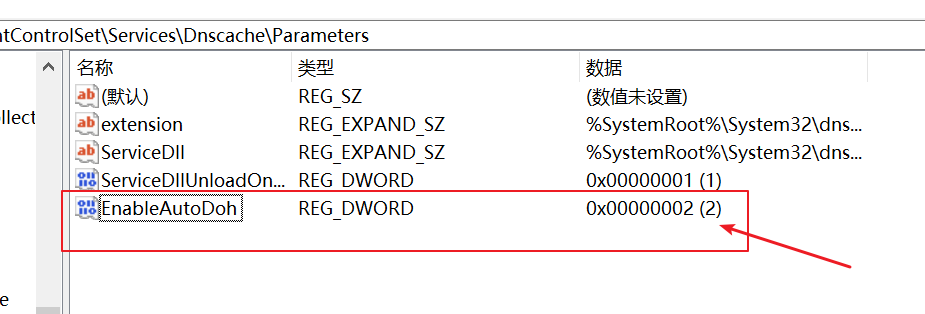 ntControlSet\Services\Dnscache\Parameters
名称 类型 数据
(默认) REG_SZ (数值未设置)
ollect
extension REG_EXPAND_SZ %SystemRoot%\System32\dns...
ServiceDll REG_EXPAND_SZ %SystemRoot%\System32\dns...
ServiceDllUnloadOn... REG_DWORD 0x00000001 (1)
EnableAutoDoh REG_DWORD 0x00000002 (2)
e